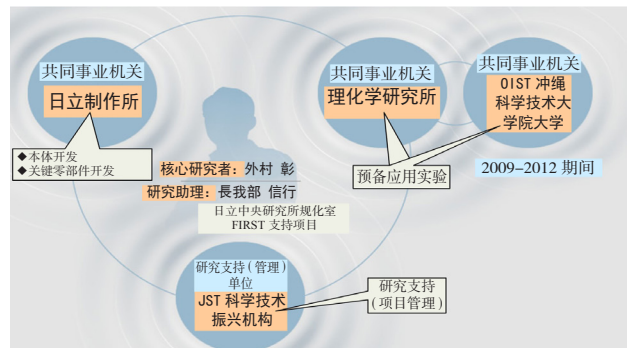 共同事业机关
日立制作所
◆本体开发
◆关键零部件开发
共同事业机关
理化学研究所
共同事业机关
OIST 冲绳
科学技术大
学院大学
预备应用实验
2009-2012 期间
核心研究者：外村 彰
研究助理：長我部 信行
日立中央研究所规化室
FIRST 支持项目
研究支持（管理）
单位
JST 科学技术
振兴机构
研究支持
（项目管理）